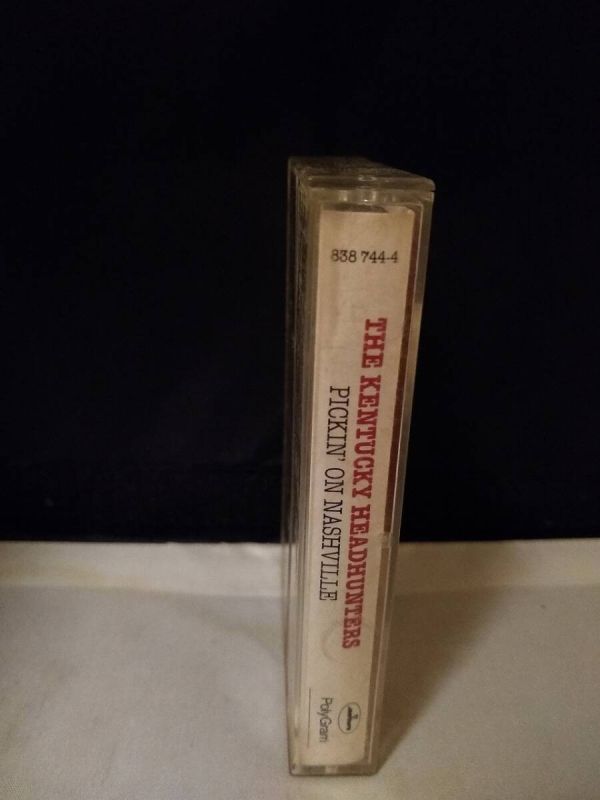 838 744-4
THE KENTUCKY HEADHUNTERS
PICKIN' ON NASHVILLE
PolyGram